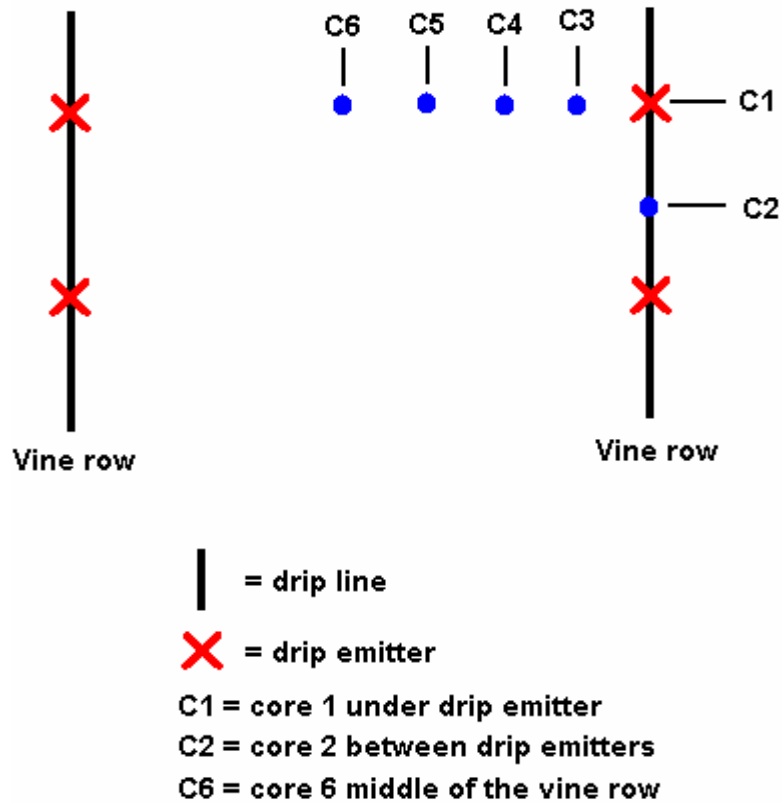 C6 C5 C4 C3
C1
C2
Vine row
Vine row
= drip line
= drip emitter
C1 = core 1 under drip emitter
C2 = core 2 between drip emitters
C6 = core 6 middle of the vine row